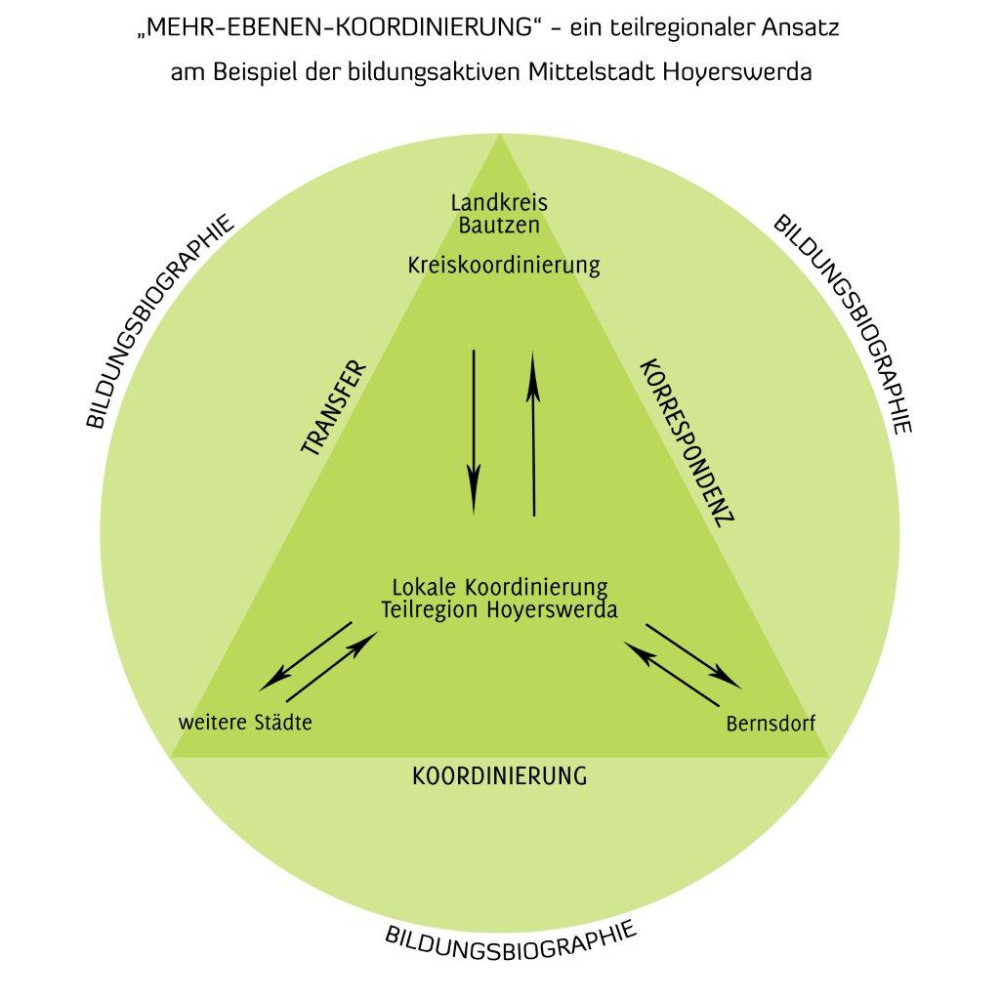 „MEHR-EBENEN-KOORDINIERUNG“ - ein teilregionaler Ansatz
am Beispiel der bildungsaktiven Mittelstadt Hoyerswerda
Landkreis
Bautzen
Kreiskoordinierung
BILDUNGSBIOGRAPHIE
BILDUNGSBIOGRAPHIE
TRANSFER
KORRESPONDENZ
Lokale Koordinierung
Teilregion Hoyerswerda
weitere Städte
Bernsdorf
KOORDINIERUNG
BILDUNGSBIOGRAPHIE